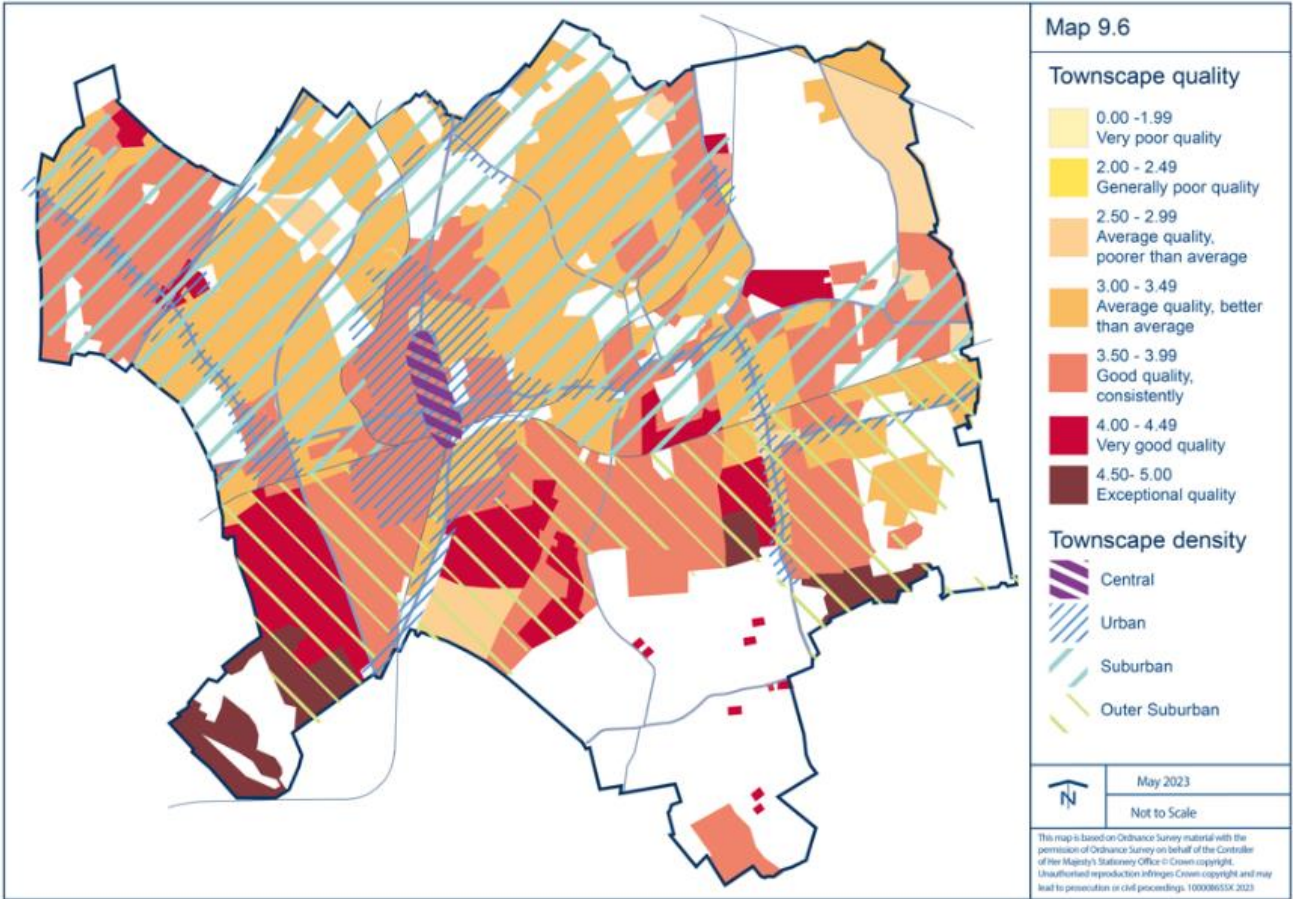 Map 9.6
Townscape quality
0.00 -1.99
Very poor quality
2.00 - 2.49
Generally poor quality
2.50 - 2.99
Average quality,
poorer than average
3.00 - 3.49
Average quality, better
than average
3.50 - 3.99
Good quality,
consistently
4.00 - 4.49
Very good quality
4.50- 5.00
Exceptional quality
Townscape density
Central
Urban
Suburban
Outer Suburban
N
May 2023
Not to Scale
This map is based on Ordnance Survey material with the
permission of Ordnance Survey on behalf of the Controller
of Her Majesty's Stationery Office © Crown copyright.
Unauthorised reproduction infringes Crown copyright and may
lead to prosecution or civil proceedings. 2023